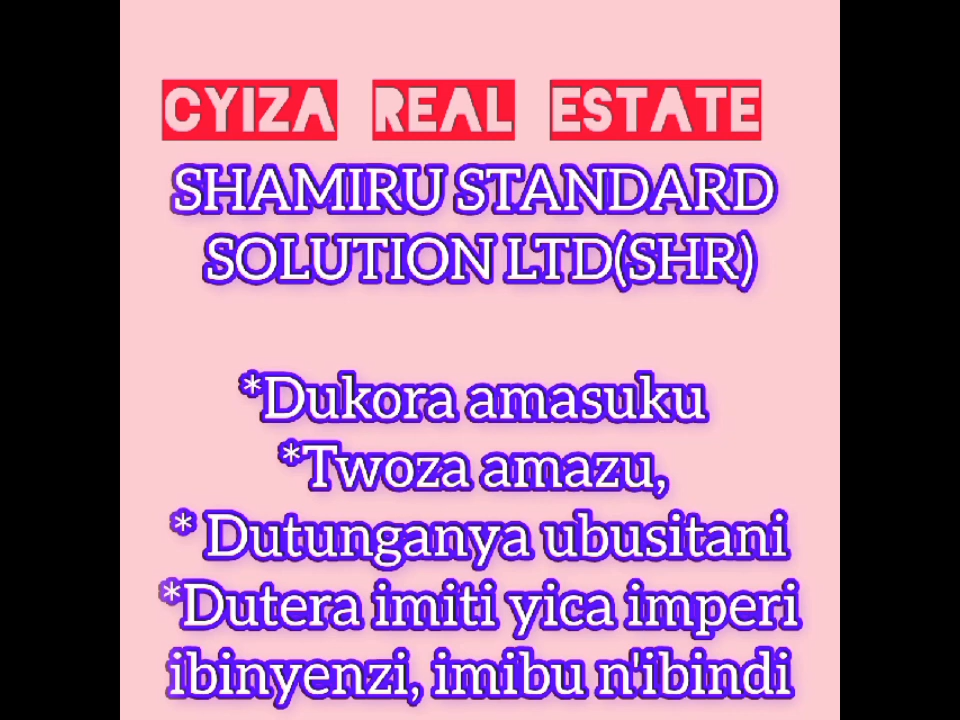 CYIZA REAL ESTATE
SHAMIRU STANDARD
SOLUTION LTD(SHR)
*Dukora amasuku
*Twoza amazu,
* Dutunganya ubusitani
*Dutera imiti yica imperi
ibinyenzi, imibu n'ibindi